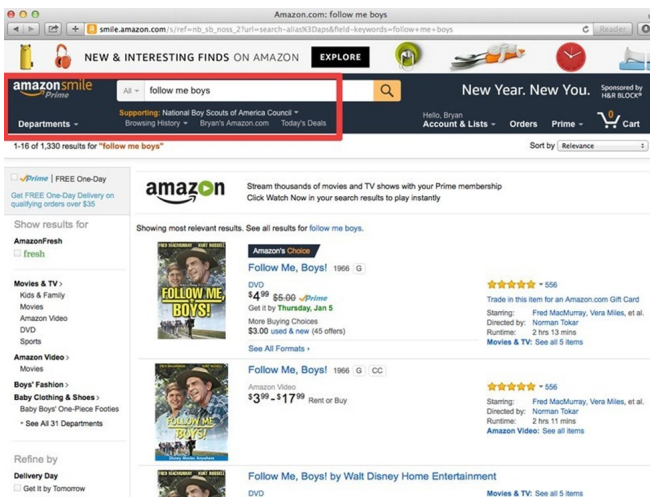 Amazon.com: follow me boys
smile.amazon.com/s/ref=nb_sb_noss_2?url=search-alias%3Daps&field-keywords=follow+me+boys
Reader
NEW & INTERESTING FINDS ON AMAZON EXPLORE
amazonsmile
Prime
All
follow me boys
New Year. New You.
Sponsored by
H&R BLOCK®
Supporting: National Boy Scouts of America Council
Departments
Browsing History
Bryan's Amazon.com
Today's Deals
Hello, Bryan
Account & Lists
Orders
Prime
0
Cart
1-16 of 1,330 results for "follow me boys"
Sort by Relevance
Prime | FREE One-Day
Get FREE One-Day Delivery on
qualifying orders over $35
Show results for
AmazonFresh
fresh
Movies & TV
Kids & Family
Movies
Amazon Video
DVD
Sports
Amazon Video
Movies
Boys' Fashion
Baby Clothing & Shoes
Baby Boys' One-Piece Footies
See All 31 Departments
Refine by
Delivery Day
Get It by Tomorrow
amazon
Stream thousands of movies and TV shows with your Prime membership
Click Watch Now in your search results to play instantly
Showing most relevant results. See all results for follow me boys.
FRED MACMURRAY KURT RUSSELL
FOLLOW ME,
BOYS!
Amazon's Choice
Follow Me, Boys! 1966 G
DVD
$4 99 $5.00 Prime
Get it by Thursday, Jan 5
More Buying Choices
$3.00 used & new (45 offers)
See All Formats
556
Trade in this item for an Amazon.com Gift Card
Starring: Fred MacMurray, Vera Miles, et al.
Directed by: Norman Tokar
Runtime: 2 hrs 13 mins
Movies & TV: See all 5 items
FOLLOW ME
BOYS!
Follow Me, Boys! 1966 G CC
Amazon Video
$3 99 - $17 99 Rent or Buy
556
Starring: Fred MacMurray, Vera Miles, et al.
Directed by: Norman Tokar
Runtime: 2 hrs 11 mins
Amazon Video: See all items
Follow Me, Boys! by Walt Disney Home Entertainment
DVD
Movies & TV: See all 5 items